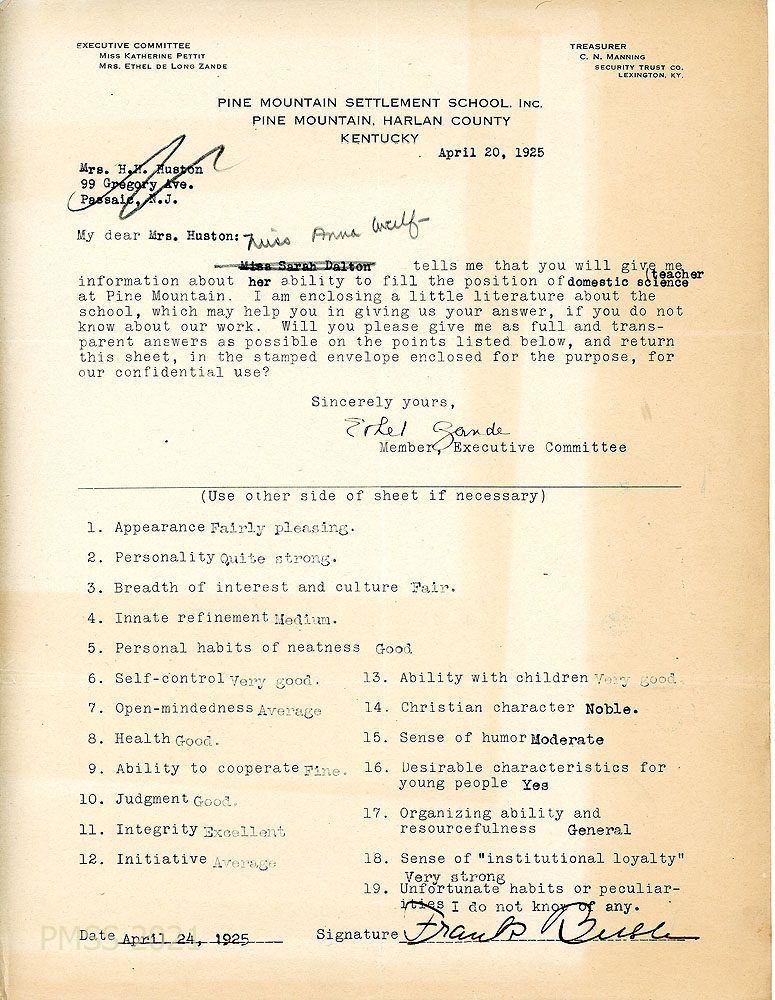 EXECUTIVE COMMITTEE
MISS KATHERINE PETTIT
MRS. ETHEL DE LONG ZANDE
TREASURER
C. N. MANNING
SECURITY TRUST CO.
LEXINGTON, KY.
PINE MOUNTAIN SETTLEMENT SCHOOL. INC.
PINE MOUNTAIN, HARLAN COUNTY
KENTUCKY
April 20, 1925
Mrs. H.H. Huston
99 Gregory Ave.
Passaic, N.J.
My dear Mrs. Huston:
Miss Anna Wulf
Miss Sarah Dalton tells me that you will give me
information about her ability to fill the position of domestic science (teacher
at Pine Mountain. I am enclosing a little literature about the
school, which may help you in giving us your answer, if you do not
know about our work. Will you please give me as full and trans-
parent answers as possible on the points listed below, and return
this sheet, in the stamped envelope enclosed for the purpose, for
our confidential use?
Sincerely yours,
Ethel Zande
Member, Executive Committee
(Use other side of sheet if necessary)
1. Appearance Fairly pleasing.
2. Personality Quite strong.
3. Breadth of interest and culture Fair.
4. Innate refinement Medium.
5. Personal habits of neatness Good
6. Self-control Very good.
7. Open-mindedness Average
8. Health Good.
9. Ability to cooperate Fine.
10. Judgment Good.
11. Integrity Excellent
12. Initiative Average
13. Ability with children Very good.
14. Christian character Noble.
15. Sense of humor Moderate
16. Desirable characteristics for
young people Yes
17. Organizing ability and
resourcefulness General
18. Sense of "institutional loyalty"
Very strong
19. Unfortunate habits or peculiar-
ities I do not know of any.
Date April 24, 1925
Signature Frank
PMSS 2021